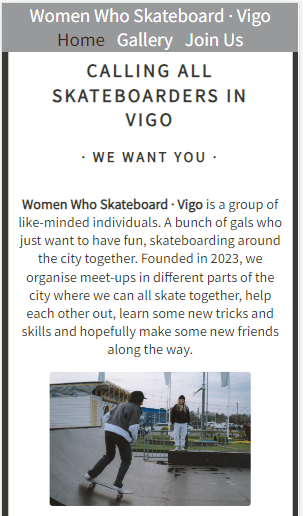 Women Who Skateboard · Vigo
Home Gallery Join Us
CALLING ALL
SKATEBOARDERS IN
VIGO
· WE WANT YOU ·
Women Who Skateboard · Vigo is a group of
like-minded individuals. A bunch of gals who
just want to have fun, skateboarding around
the city together. Founded in 2023, we
organise meet-ups in different parts of the
city where we can all skate together, help
each other out, learn some new tricks and
skills and hopefully make some new friends
along the way.